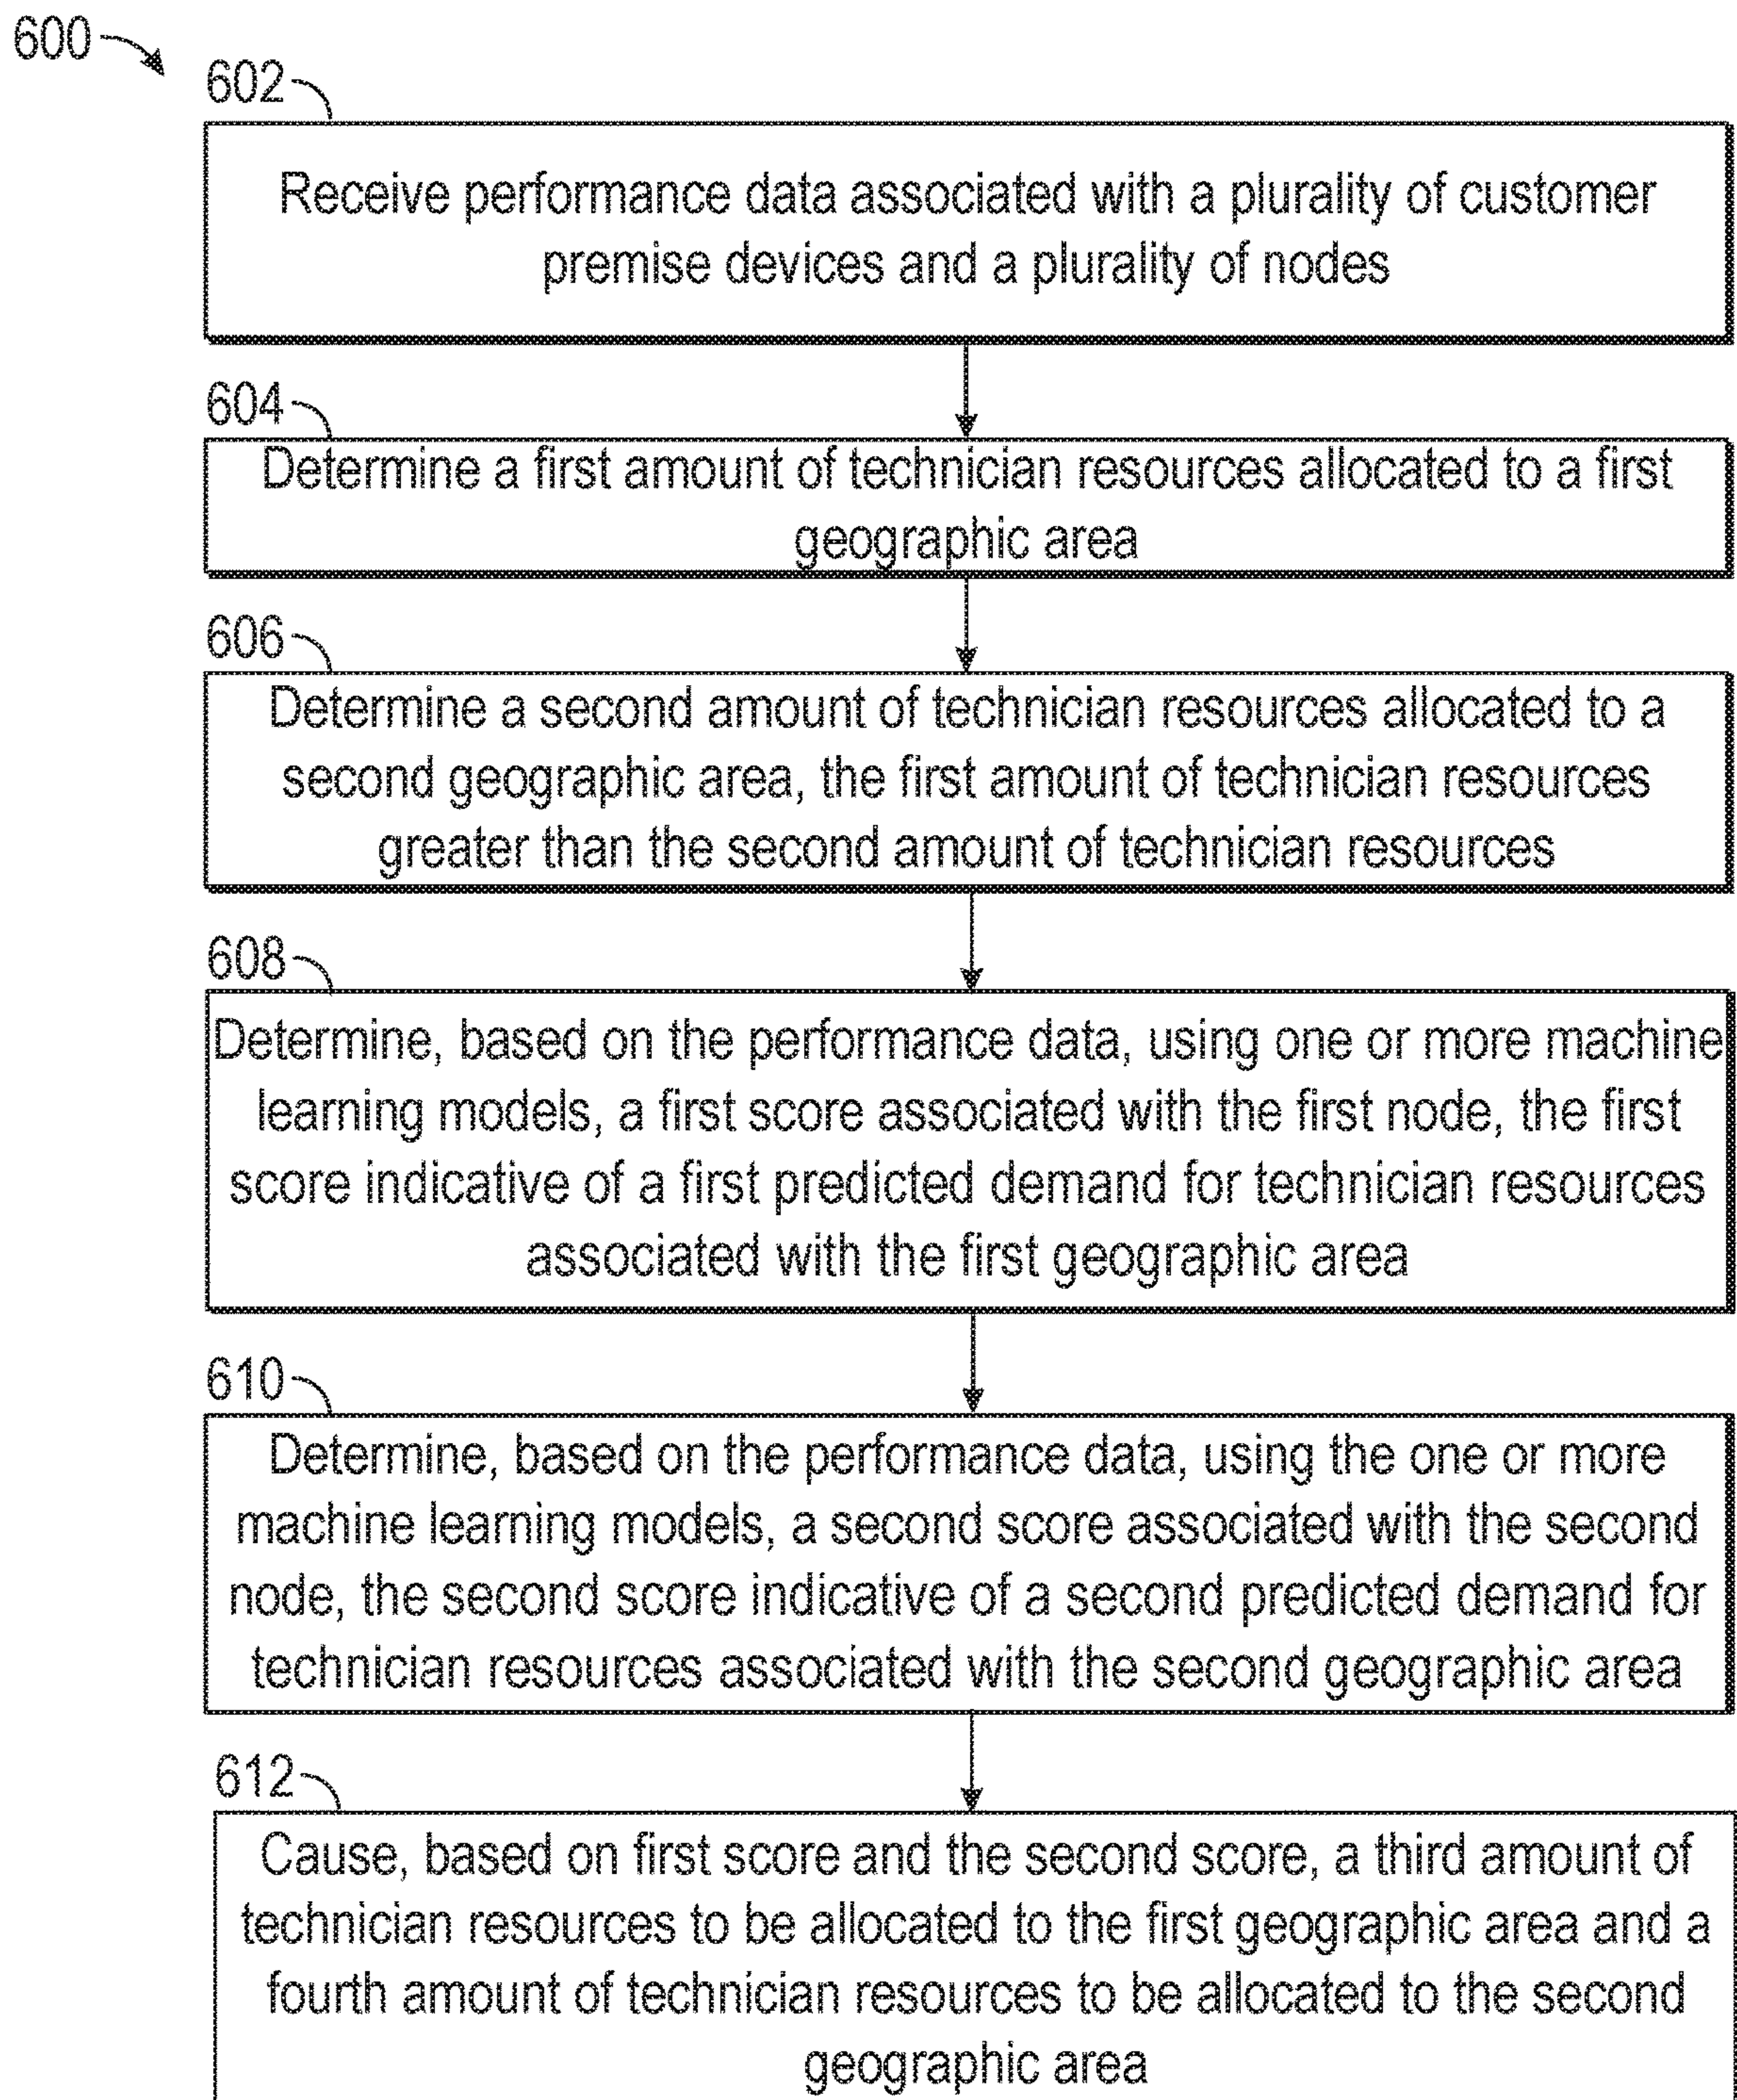 600
602
Receive performance data associated with a plurality of customer
premise devices and a plurality of nodes
604
Determine a first amount of technician resources allocated to a first
geographic area
606
Determine a second amount of technician resources allocated to a
second geographic area, the first amount of technician resources
greater than the second amount of technician resources
608
Determine, based on the performance data, using one or more machine
learning models, a first score associated with the first node, the first
score indicative of a first predicted demand for technician resources
associated with the first geographic area
610
Determine, based on the performance data, using the one or more
machine learning models, a second score associated with the second
node, the second score indicative of a second predicted demand for
technician resources associated with the second geographic area
612
Cause, based on first score and the second score, a third amount of
technician resources to be allocated to the first geographic area and a
fourth amount of technician resources to be allocated to the second
geographic area